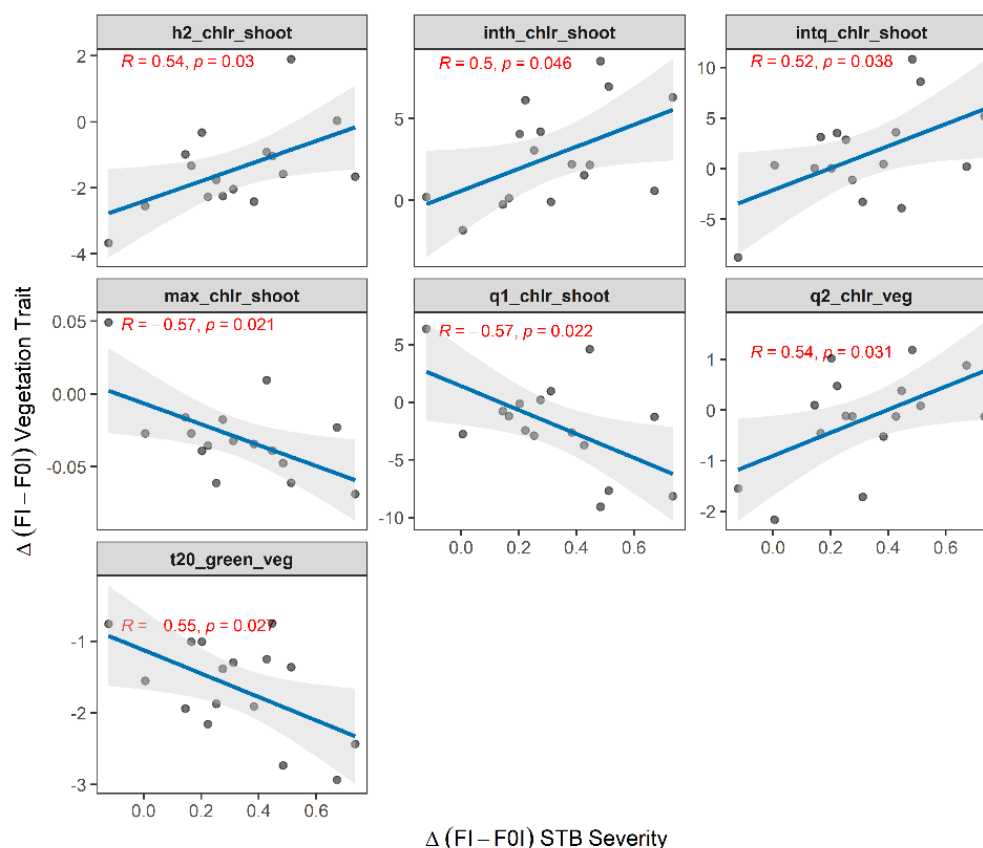 h2_chlr_shoot inth_chlr_shoot intq_chlr_shoot
R = 0.54, p = 0.03 R = 0.5, p = 0.046 R = 0.52, p = 0.038
2
0
-2
-4
5
0
10
5
0
-5
max_chlr_shoot q1_chlr_shoot q2_chlr_veg
R = −0.57, p = 0.021 R = −0.57, p = 0.022 R = 0.54, p = 0.031
0.05
0.00
-0.05
5
0
-5
-10
1
0
-1
-2
0.0 0.2 0.4 0.6 0.0 0.2 0.4 0.6
t20_green_veg
R = 0.55, p = 0.027
-1
-2
-3
0.0 0.2 0.4 0.6
Δ (FI − F0I) Vegetation Trait
Δ (FI − F0I) STB Severity